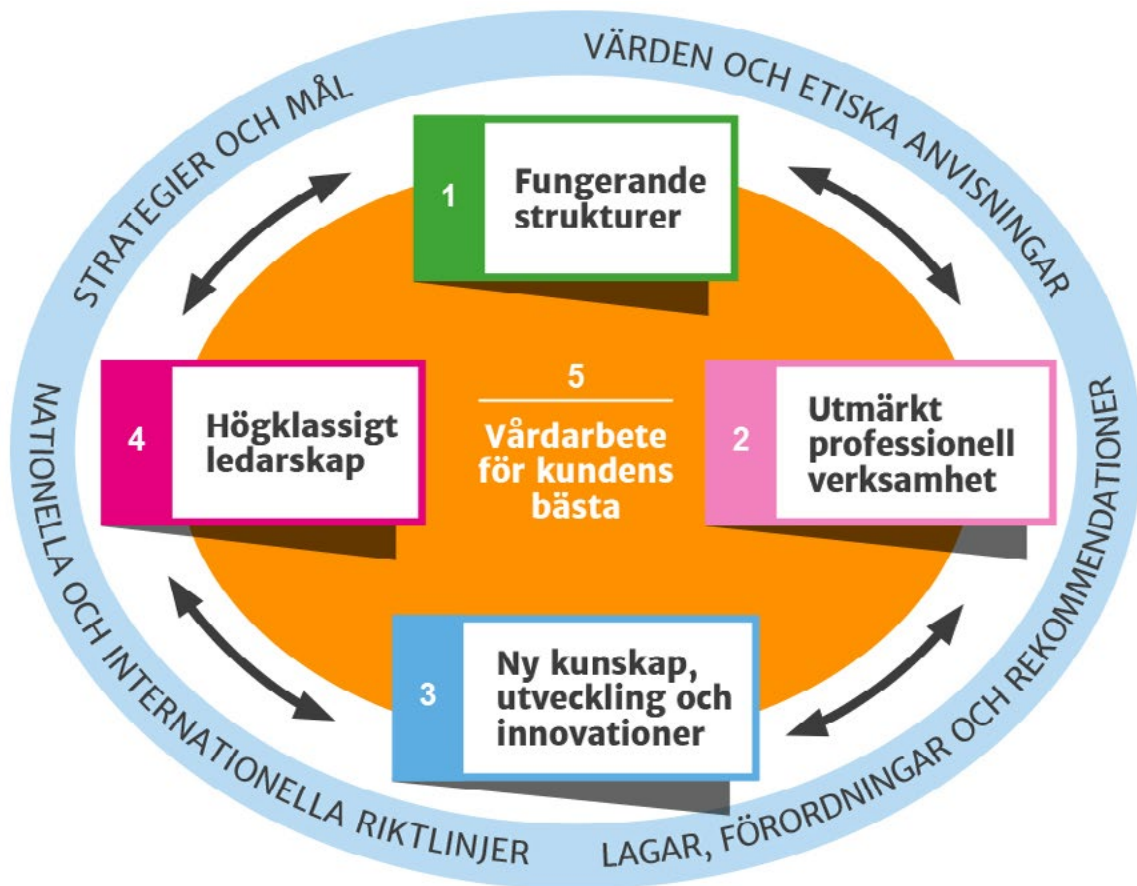 STRATEGIER OCH MÅL
VÄRDEN OCH ETISKA ANVISNINGAR
1
Fungerande
strukturer
4
Högklassigt
ledarskap
5
Vårdarbete
för kundens
bästa
2
Utmärkt
professionell
verksamhet
3
Ny kunskap,
utveckling och
innovationer
NATIONELLA OCH INTERNATIONELLA RIKTLINJER
LAGAR, FÖRORDNINGAR OCH REKOMMENDATIONER